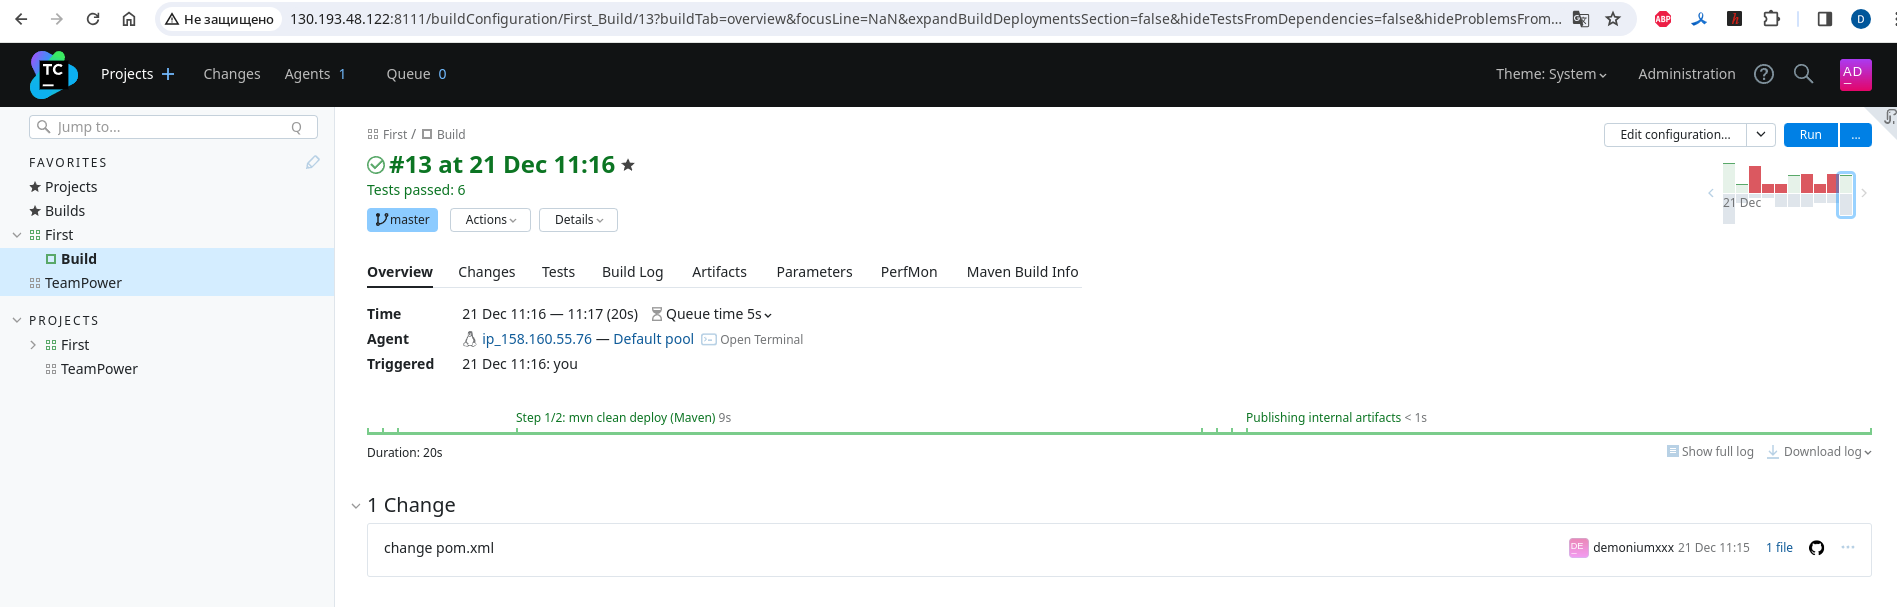 Не защищено 130.193.48.122:8111/buildConfiguration/First_Build/13?buildTab=overview&focusLine=NaN&expandBuildDeploymentsSection=false&hideTestsFromDependencies=false&hideProblemsFrom...
ABP
D
TC
Projects + Changes Agents 1 Queue 0 Theme: System Administration AD
Jump to... Q
FAVORITES
Projects
Builds
First
Build
TeamPower
PROJECTS
First
TeamPower
First / Build
Edit configuration... Run ...
#13 at 21 Dec 11:16
Tests passed: 6
21 Dec
master Actions Details
Overview Changes Tests Build Log Artifacts Parameters PerfMon Maven Build Info
Time 21 Dec 11:16 — 11:17 (20s) Queue time 5s
Agent ip_158.160.55.76 — Default pool Open Terminal
Triggered 21 Dec 11:16: you
Step 1/2: mvn clean deploy (Maven) 9s Publishing internal artifacts < 1s
Duration: 20s Show full log Download log
1 Change
change pom.xml DE demoniumxxx 21 Dec 11:15 1 file ...